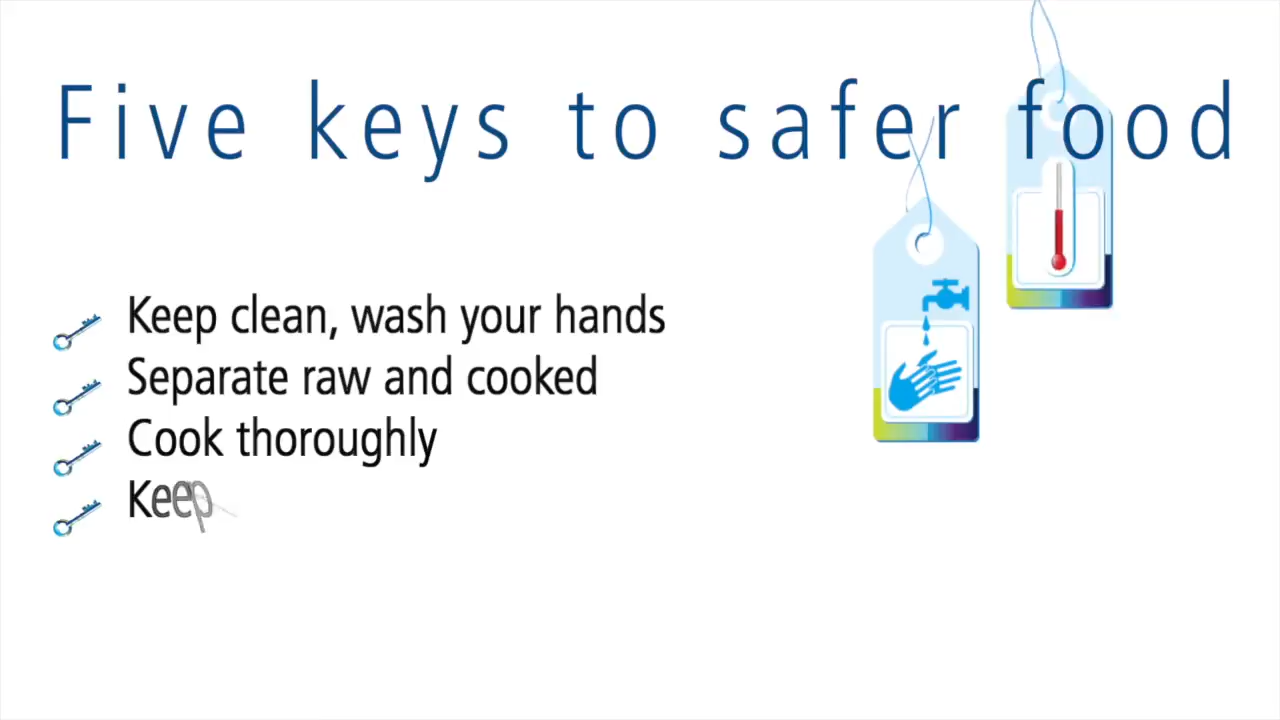 Five keys to safer food
Keep clean, wash your hands
Separate raw and cooked
Cook thoroughly
Keep